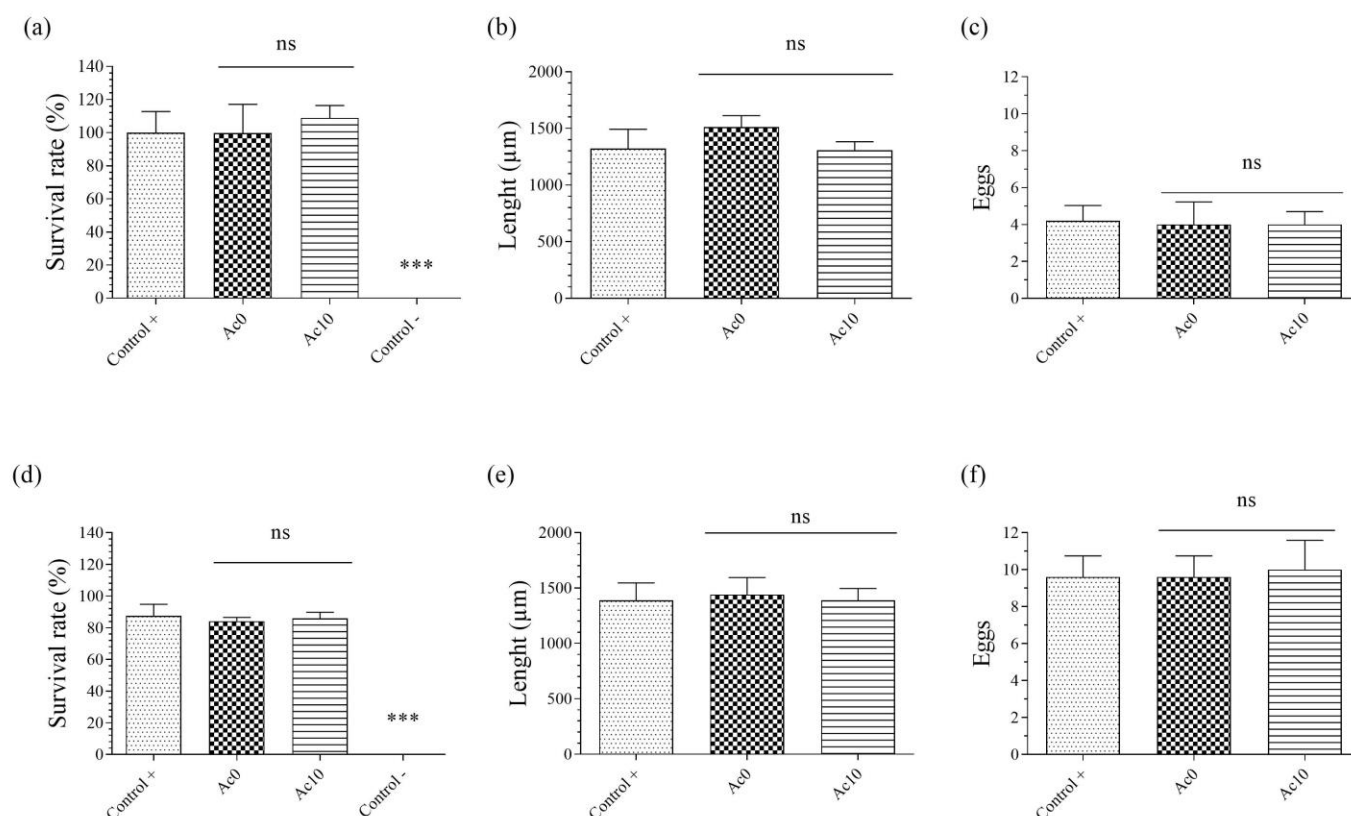 (a)
ns
Survival rate (%)
140
120
100
80
60
40
20
0
***
Control +
Ac0
Ac10
Control -
(b)
ns
Lenght (µm)
2000
1500
1000
500
0
Control +
Ac0
Ac10
(c)
ns
Eggs
12
10
8
6
4
2
0
Control +
Ac0
Ac10
(d)
ns
Survival rate (%)
140
120
100
80
60
40
20
0
***
Control +
Ac0
Ac10
Control -
(e)
ns
Lenght (µm)
2000
1500
1000
500
0
Control +
Ac0
Ac10
(f)
ns
Eggs
12
10
8
6
4
2
0
Control +
Ac0
Ac10